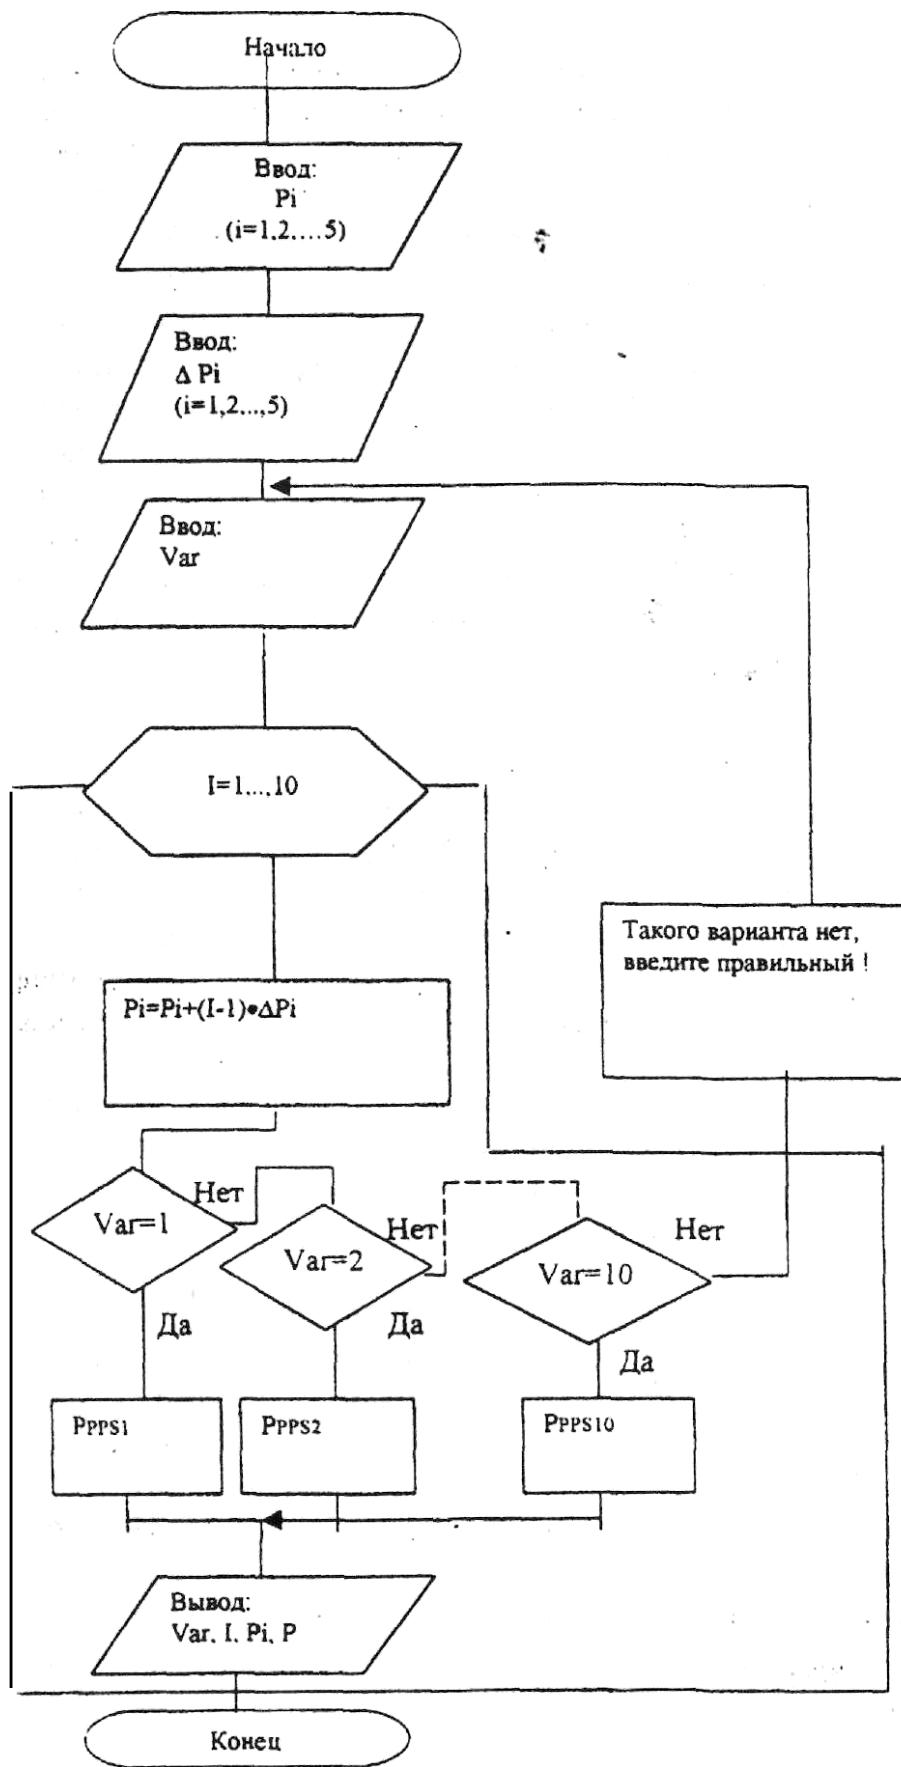 Начало
Ввод:
Pi
(i=1,2,...5)
Ввод:
Δ Pi
(i=1,2...,5)
Ввод:
Var
I=1...,10
Такого варианта нет,
введите правильный !
Pi=Pi+(I-1)•ΔPi
Var=1
Нет
Var=2
Нет
Var=10
Нет
Да
Да
Да
PPPS1
PPPS2
PPPS10
Вывод:
Var, I, Pi, P
Конец